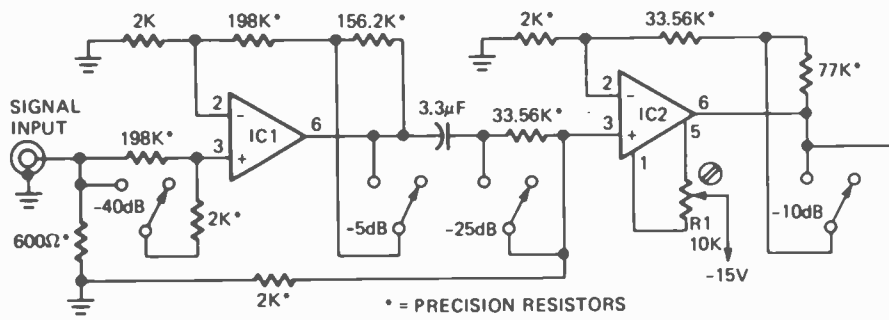 2K
198K*
156.2K*
2K*
33.56K*
77K*
SIGNAL
INPUT
2
IC1
6
3
198K*
3.3µF
33.56K*
2
IC2
6
3
5
1
-40dB
2K*
-5dB
-25dB
-10dB
R1
10K
-15V
600Ω*
2K*
* = PRECISION RESISTORS
-
+
-
+